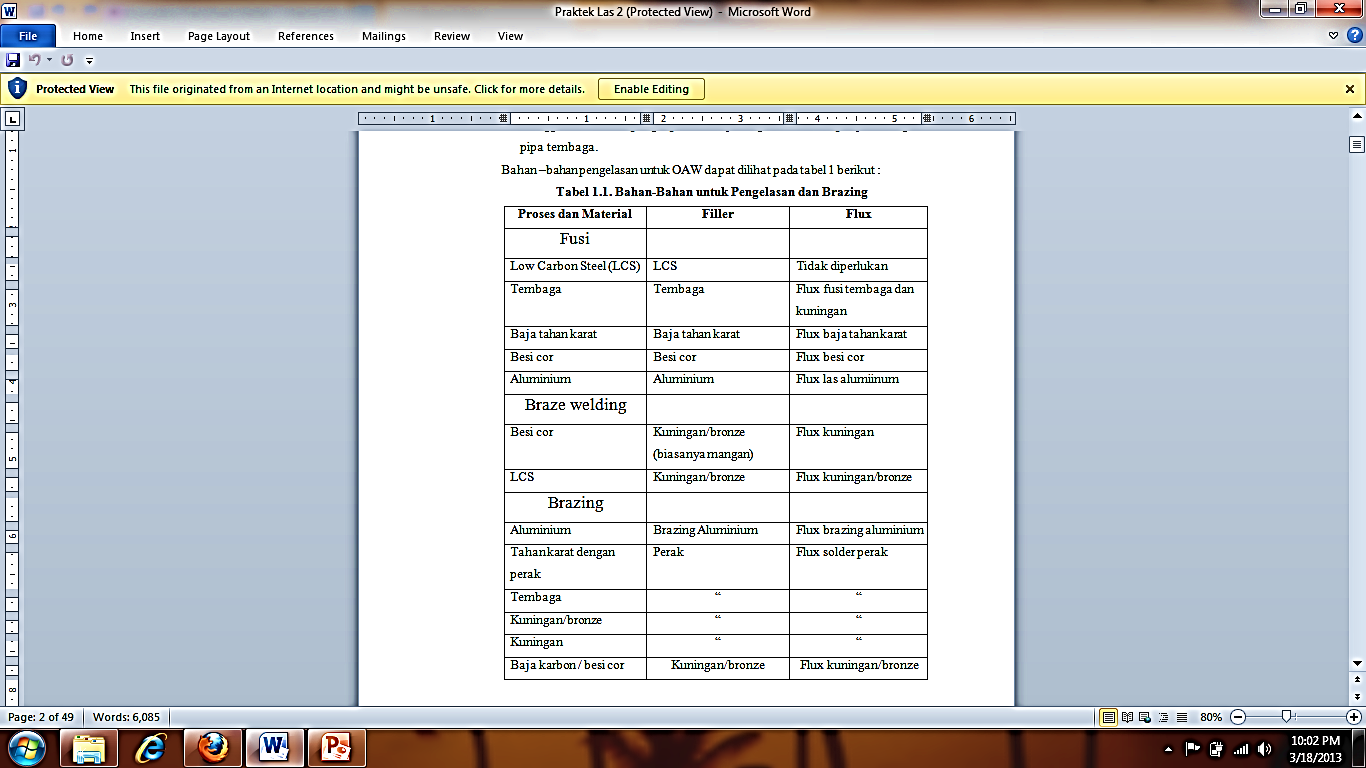 Praktek Las 2 (Protected View) - Microsoft Word
File Home Insert Page Layout References Mailings Review View
Protected View This file originated from an Internet location and might be unsafe. Click for more details. Enable Editing
pipa tembaga.
Bahan –bahan pengelasan untuk OAW dapat dilihat pada tabel 1 berikut :
Tabel 1.1. Bahan-Bahan untuk Pengelasan dan Brazing
Proses dan Material Filler Flux
Fusi
Low Carbon Steel (LCS) LCS Tidak diperlukan
Tembaga Tembaga Flux fusi tembaga dan
kuningan
Baja tahan karat Baja tahan karat Flux baja tahan karat
Besi cor Besi cor Flux besi cor
Aluminium Aluminium Flux las alumiinum
Braze welding
Besi cor Kuningan/bronze Flux kuningan
(biasanya mangan)
LCS Kuningan/bronze Flux kuningan/bronze
Brazing
Aluminium Brazing Aluminium Flux brazing aluminium
Tahan karat dengan Perak Flux solder perak
perak
Tembaga “ “
Kuningan/bronze “ “
Kuningan “ “
Baja karbon / besi cor Kuningan/bronze Flux kuningan/bronze
Page: 2 of 49 Words: 6,085 80%
10:02 PM
3/18/2013